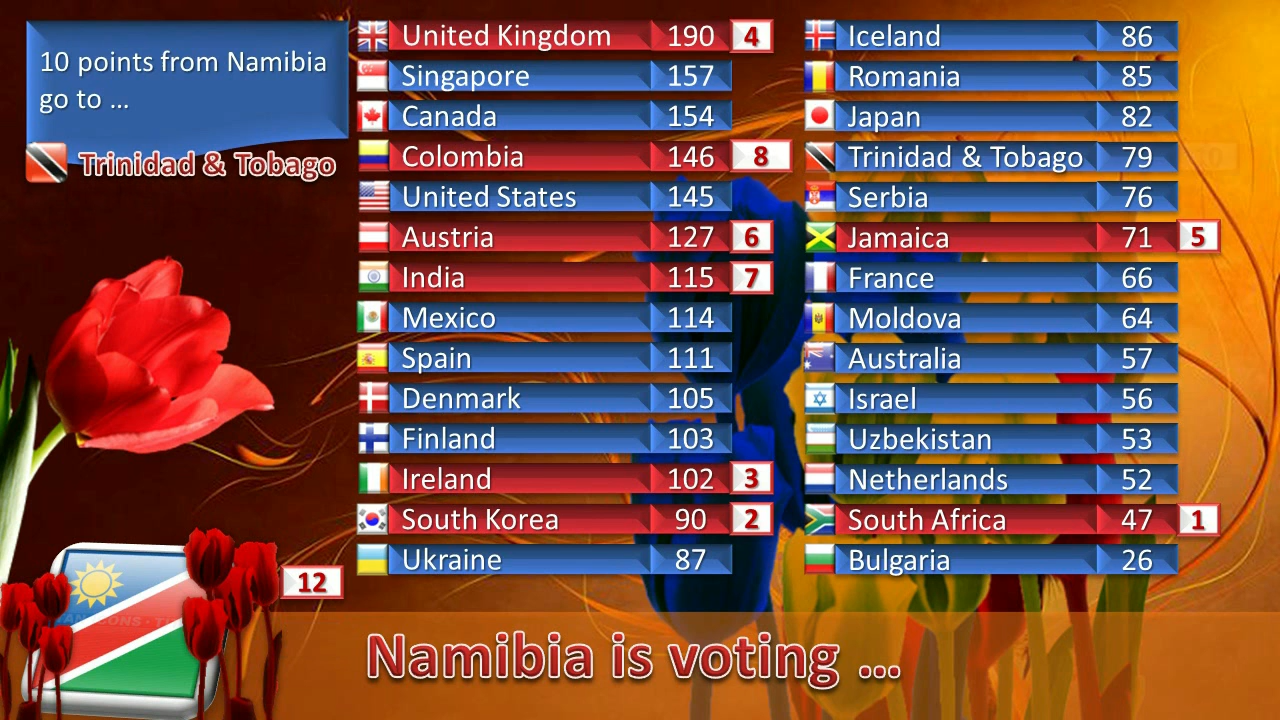 10 points from Namibia
go to ...
Trinidad & Tobago
United Kingdom 190 4
Singapore 157
Canada 154
Colombia 146 8
United States 145
Austria 127 6
India 115 7
Mexico 114
Spain 111
Denmark 105
Finland 103
Ireland 102 3
South Korea 90 2
Ukraine 87
Iceland 86
Romania 85
Japan 82
Trinidad & Tobago 79
Serbia 76
Jamaica 71 5
France 66
Moldova 64
Australia 57
Israel 56
Uzbekistan 53
Netherlands 52
South Africa 47 1
Bulgaria 26
12
Namibia is voting ...